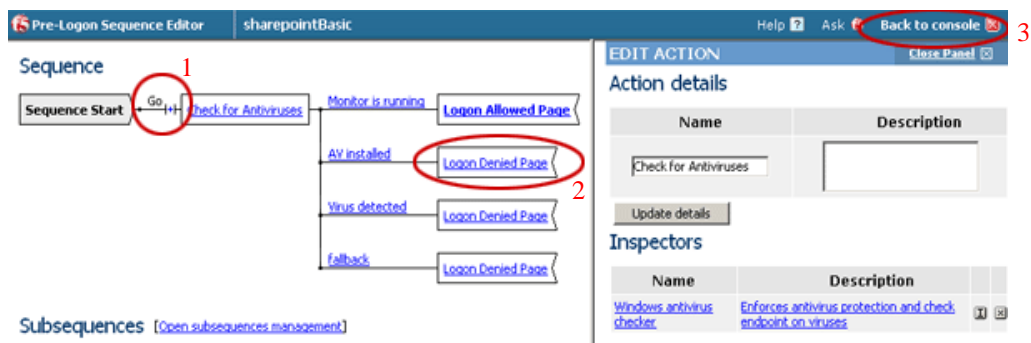 Pre-Logon Sequence Editor sharepointBasic Help ? Ask Back to console
3
Sequence
1
Sequence Start
Go
Check for Antiviruses
Monitor is running
Logon Allowed Page
AV installed
Logon Denied Page
2
Virus detected
Logon Denied Page
fallback
Logon Denied Page
Subsequences [Open subsequences management]
EDIT ACTION Close Panel
Action details
Name Description
Check for Antiviruses
Update details
Inspectors
Name Description
Windows antivirus Enforces antivirus protection and check
checker endpoint on viruses